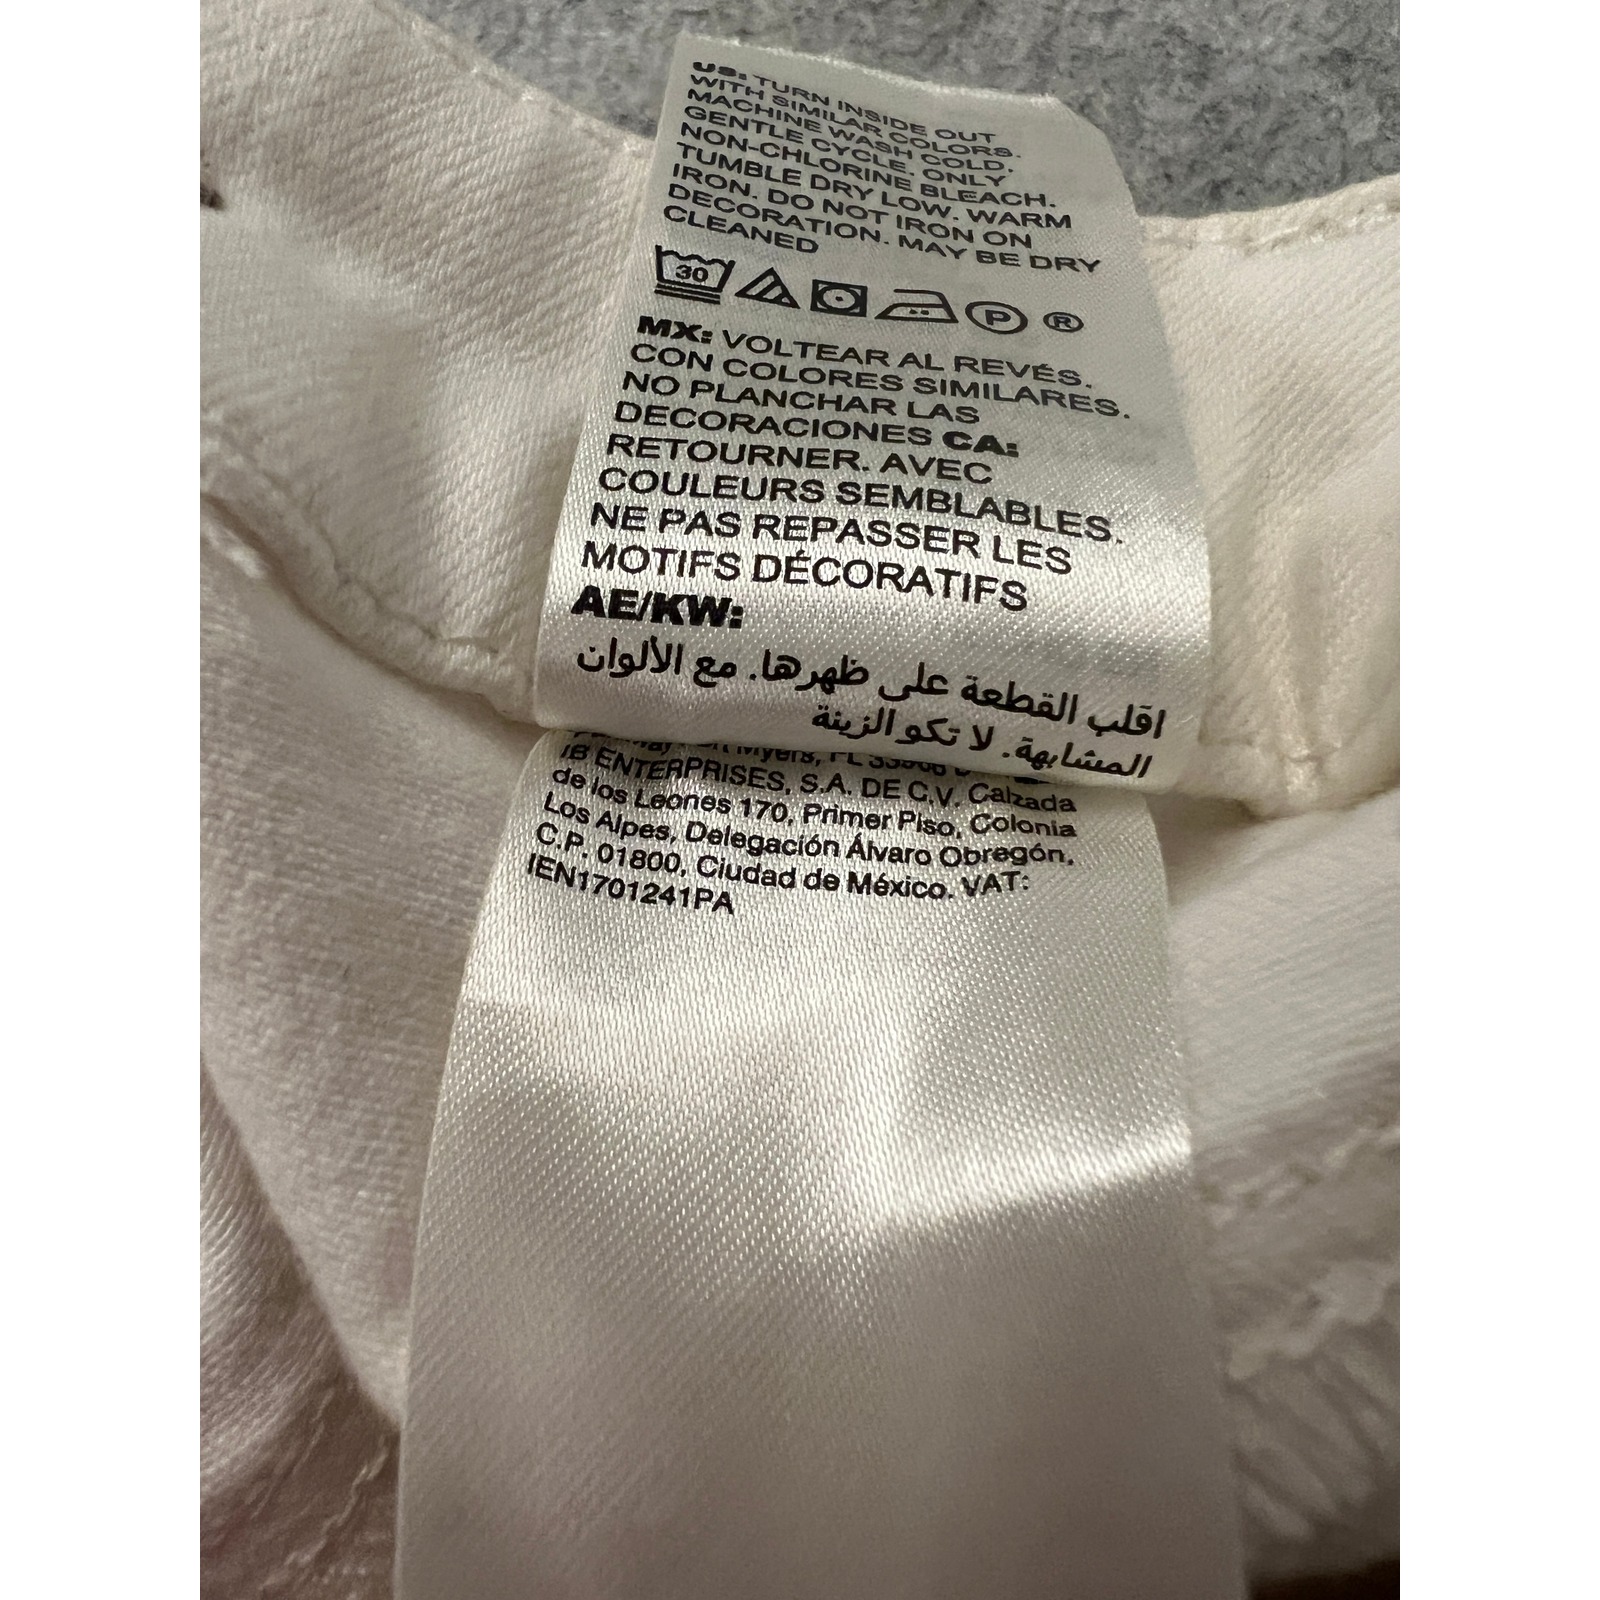 US: TURN INSIDE OUT
WITH SIMILAR COLORS.
MACHINE WASH COLD.
GENTLE CYCLE. ONLY
NON-CHLORINE BLEACH.
TUMBLE DRY LOW. WARM
IRON. DO NOT IRON ON
DECORATION. MAY BE DRY
CLEANED
30 P ®
MX: VOLTEAR AL REVÉS.
CON COLORES SIMILARES.
NO PLANCHAR LAS
DECORACIONES CA:
RETOURNER. AVEC
COULEURS SEMBLABLES.
NE PAS REPASSER LES
MOTIFS DÉCORATIFS
AE/KW:
اقلب القطعة على ظهرها. مع الألوان
المشابهة. لا تكو الزينة
Myers, FL
IB ENTERPRISES, S.A. DE C.V. Calzada
de los Leones 170, Primer Piso, Colonia
Los Alpes, Delegación Álvaro Obregón,
C.P. 01800, Ciudad de México. VAT:
IEN1701241PA